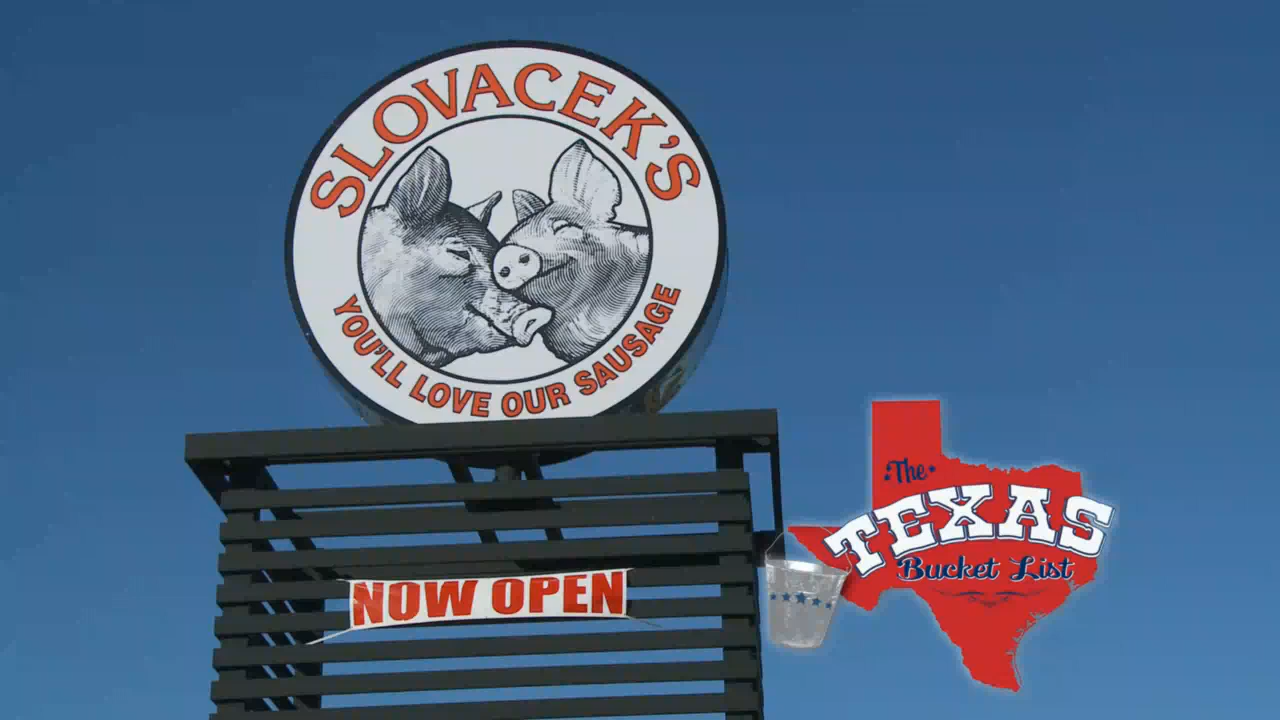 SLOVACEK'S
YOU'LL LOVE OUR SAUSAGE
NOW OPEN
The
TEXAS
Bucket List